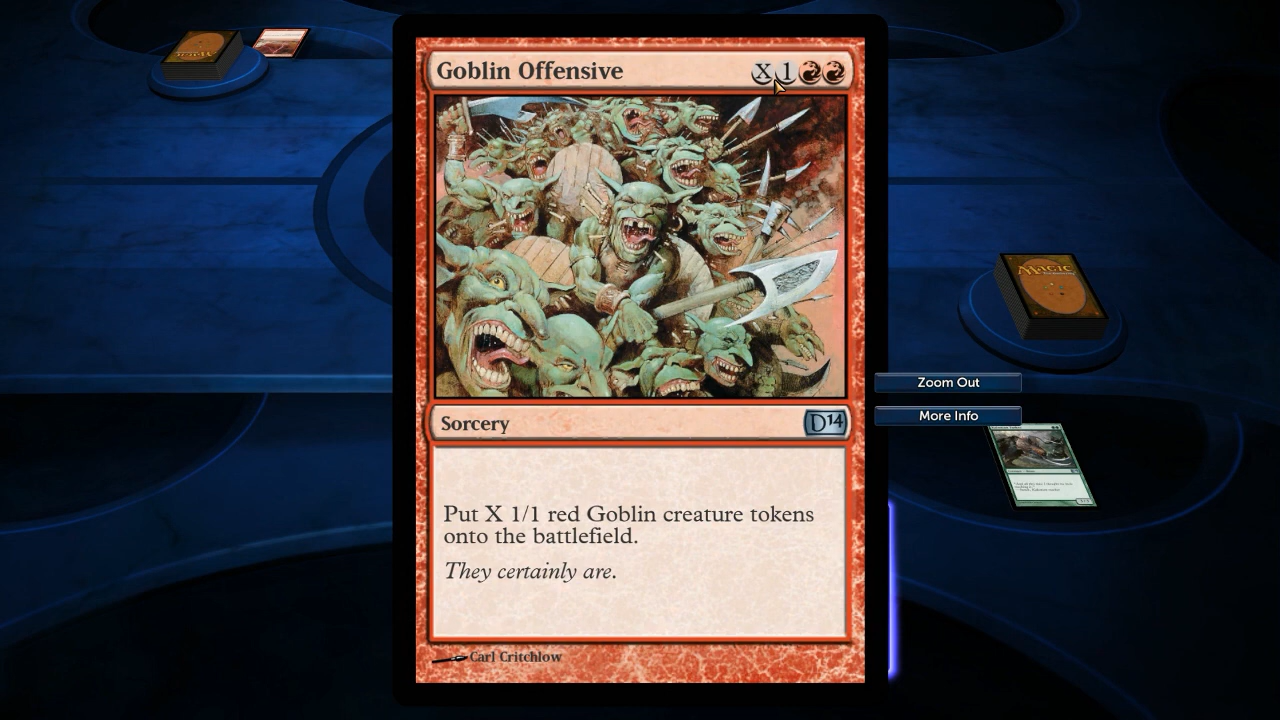 Goblin Offensive X 1
Zoom Out
Sorcery D14
More Info
Put X 1/1 red Goblin creature tokens
onto the battlefield.
They certainly are.
Carl Critchlow
MAGIC